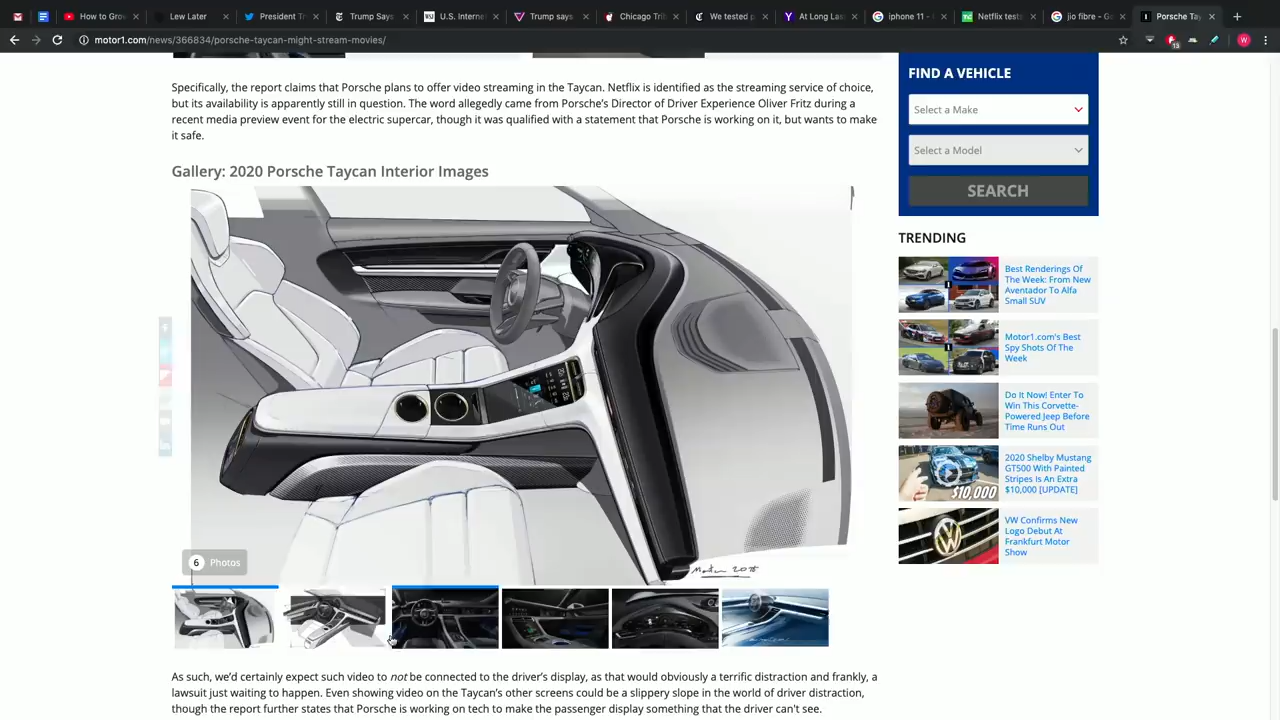 How to Grow
Lew Later
President T
Trump Says
U.S. Internal
Trump says
Chicago Tri
We tested p
At Long Las
iphone 11 - G
Netflix testi
jio fibre - Go
Porsche Tay
motor1.com/news/366834/porsche-taycan-might-stream-movies/
Specifically, the report claims that Porsche plans to offer video streaming in the Taycan. Netflix is identified as the streaming service of choice,
but its availability is apparently still in question. The word allegedly came from Porsche's Director of Driver Experience Oliver Fritz during a
recent media preview event for the electric supercar, though it was qualified with a statement that Porsche is working on it, but wants to make
it safe.
Gallery: 2020 Porsche Taycan Interior Images
6 Photos
As such, we'd certainly expect such video to not be connected to the driver's display, as that would obviously a terrific distraction and frankly, a
lawsuit just waiting to happen. Even showing video on the Taycan's other screens could be a slippery slope in the world of driver distraction,
though the report further states that Porsche is working on tech to make the passenger display something that the driver can't see.
FIND A VEHICLE
Select a Make
Select a Model
SEARCH
TRENDING
Best Renderings Of
The Week: From New
Aventador To Alfa
Small SUV
Motor1.com's Best
Spy Shots Of The
Week
Do It Now! Enter To
Win This Corvette-
Powered Jeep Before
Time Runs Out
$10,000
2020 Shelby Mustang
GT500 With Painted
Stripes Is An Extra
$10,000 [UPDATE]
VW Confirms New
Logo Debut At
Frankfurt Motor
Show